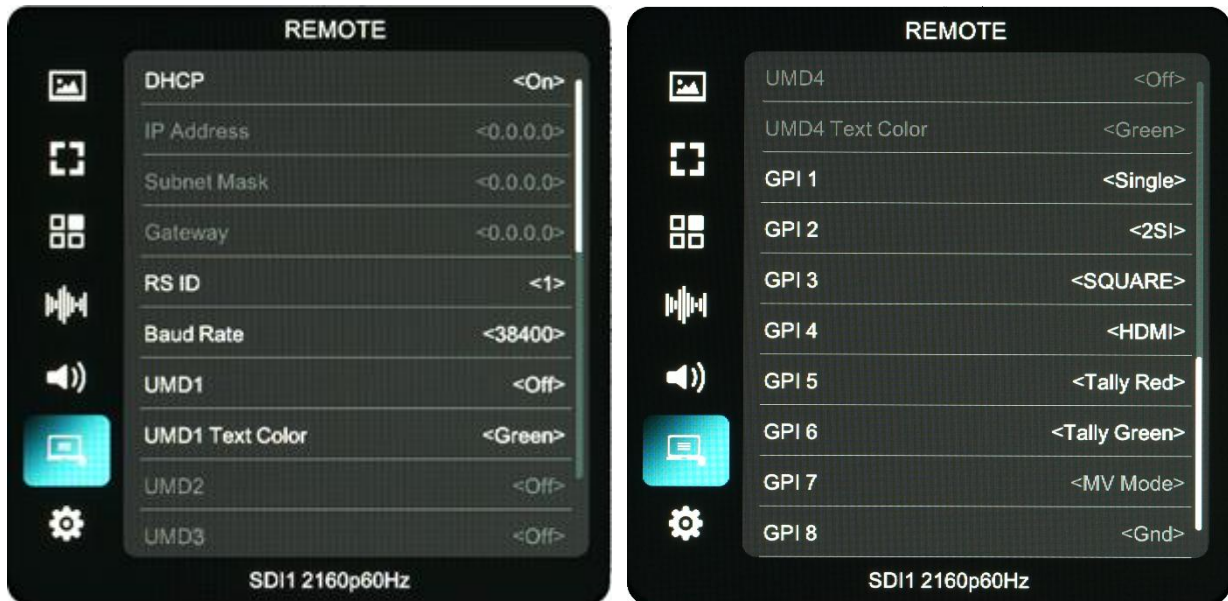 REMOTE
DHCP <On>
IP Address <0.0.0.0>
Subnet Mask <0.0.0.0>
Gateway <0.0.0.0>
RS ID <1>
Baud Rate <38400>
UMD1 <Off>
UMD1 Text Color <Green>
UMD2 <Off>
UMD3 <Off>
SDI1 2160p60Hz
REMOTE
UMD4 <Off>
UMD4 Text Color <Green>
GPI 1 <Single>
GPI 2 <2SI>
GPI 3 <SQUARE>
GPI 4 <HDMI>
GPI 5 <Tally Red>
GPI 6 <Tally Green>
GPI 7 <MV Mode>
GPI 8 <Gnd>
SDI1 2160p60Hz